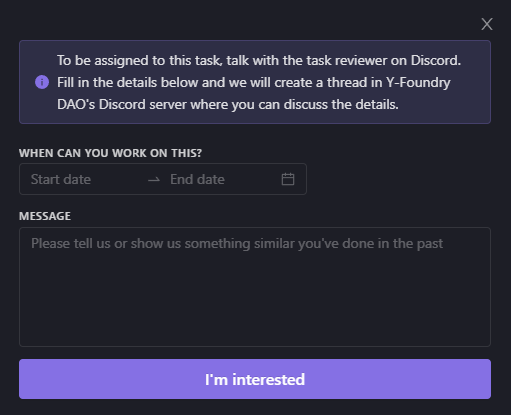 To be assigned to this task, talk with the task reviewer on Discord.
Fill in the details below and we will create a thread in Y-Foundry
DAO's Discord server where you can discuss the details.
WHEN CAN YOU WORK ON THIS?
Start date → End date
MESSAGE
Please tell us or show us something similar you've done in the past
I'm interested